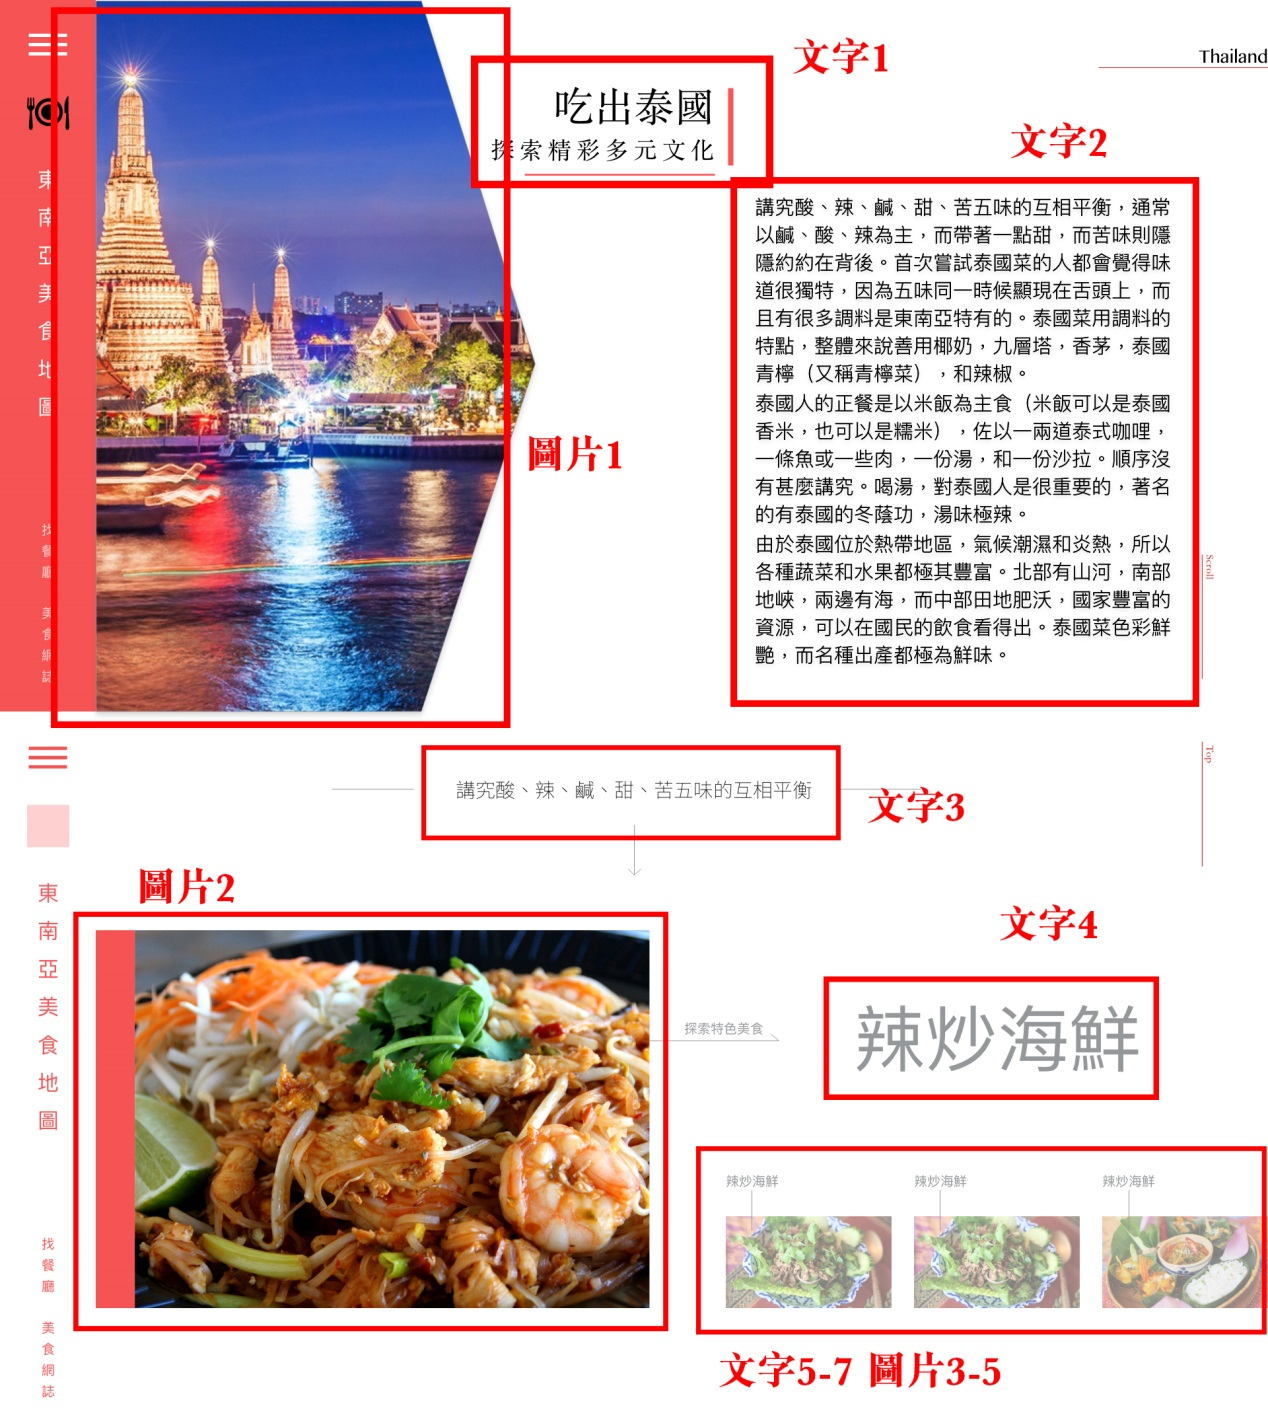 文字1
Thailand
吃出泰國
探索精彩多元文化
文字2
東南亞美食地圖
講究酸、辣、鹹、甜、苦五味的互相平衡，通常
以鹹、酸、辣為主，而帶著一點甜，而苦味則隱
隱約約在背後。首次嘗試泰國菜的人都會覺得味
道很獨特，因為五味同一時候顯現在舌頭上，而
且有很多調料是東南亞特有的。泰國菜用調料的
特點，整體來說善用椰奶，九層塔，香茅，泰國
青檸（又稱青檸菜），和辣椒。
泰國人的正餐是以米飯為主食（米飯可以是泰國
香米，也可以是糯米），佐以一兩道泰式咖哩，
一條魚或一些肉，一份湯，和一份沙拉。順序沒
有甚麼講究。喝湯，對泰國人是很重要的，著名
的有泰國的冬蔭功，湯味極辣。
由於泰國位於熱帶地區，氣候潮濕和炎熱，所以
各種蔬菜和水果都極其豐富。北部有山河，南部
地峽，兩邊有海，而中部田地肥沃，國家豐富的
資源，可以在國民的飲食看得出。泰國菜色彩鮮
艷，而名種出產都極為鮮味。
圖片1
找餐廳
美食網誌
Scroll
Top
講究酸、辣、鹹、甜、苦五味的互相平衡
文字3
圖片2
東南亞美食地圖
文字4
探索特色美食
辣炒海鮮
辣炒海鮮
辣炒海鮮
辣炒海鮮
找餐廳
美食網誌
文字5-7 圖片3-5